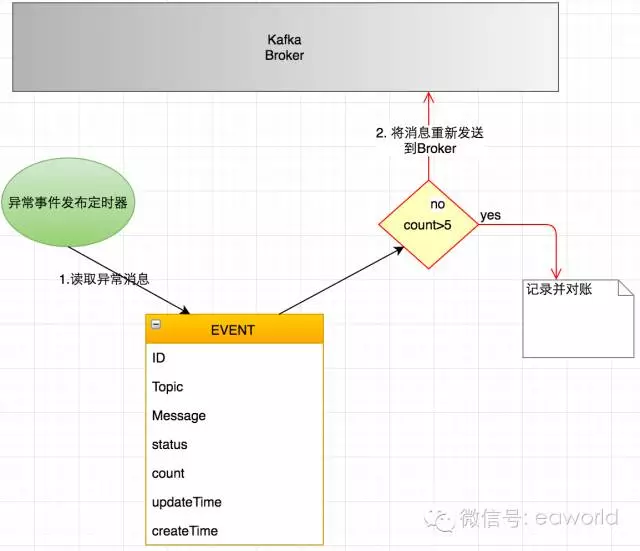 Kafka
Broker
2. 将消息重新发送
到Broker
异常事件发布定时器
no
count>5
yes
1.读取异常消息
记录并对账
EVENT
ID
Topic
Message
status
count
updateTime
createTime
微信号: eaworld